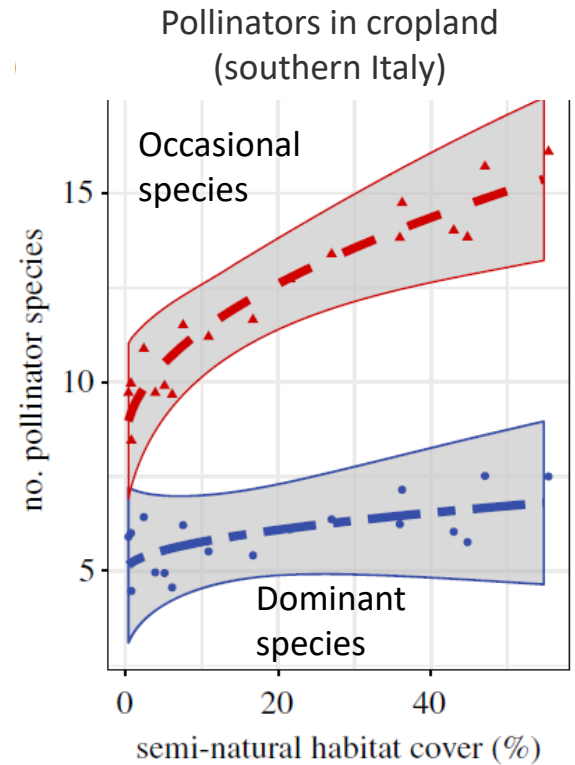 Pollinators in cropland
(southern Italy)
Occasional
species
15
10
5
no. pollinator species
Dominant
species
0 20 40
semi-natural habitat cover (%)